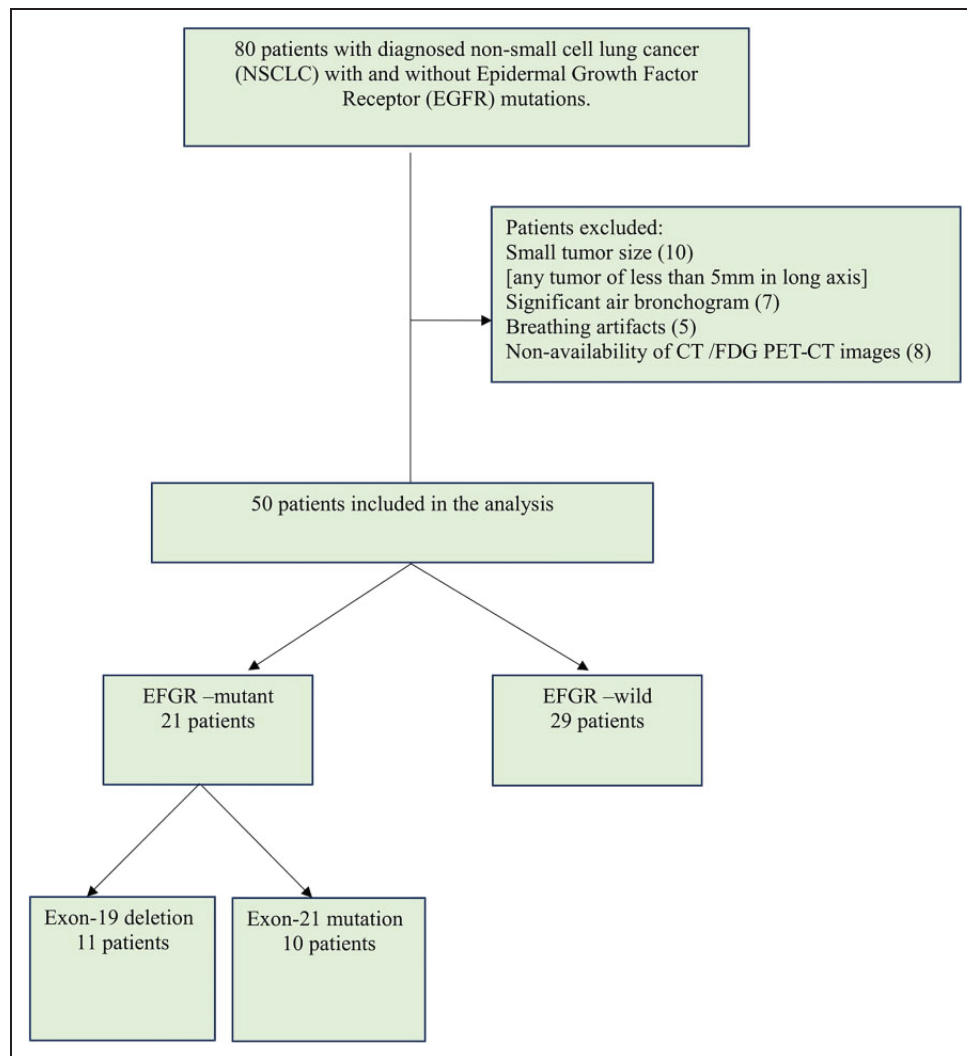 80 patients with diagnosed non-small cell lung cancer
(NSCLC) with and without Epidermal Growth Factor
Receptor (EGFR) mutations.
Patients excluded:
Small tumor size (10)
[any tumor of less than 5mm in long axis]
Significant air bronchogram (7)
Breathing artifacts (5)
Non-availability of CT /FDG PET-CT images (8)
50 patients included in the analysis
EFGR –mutant
21 patients
EFGR –wild
29 patients
Exon-19 deletion
11 patients
Exon-21 mutation
10 patients